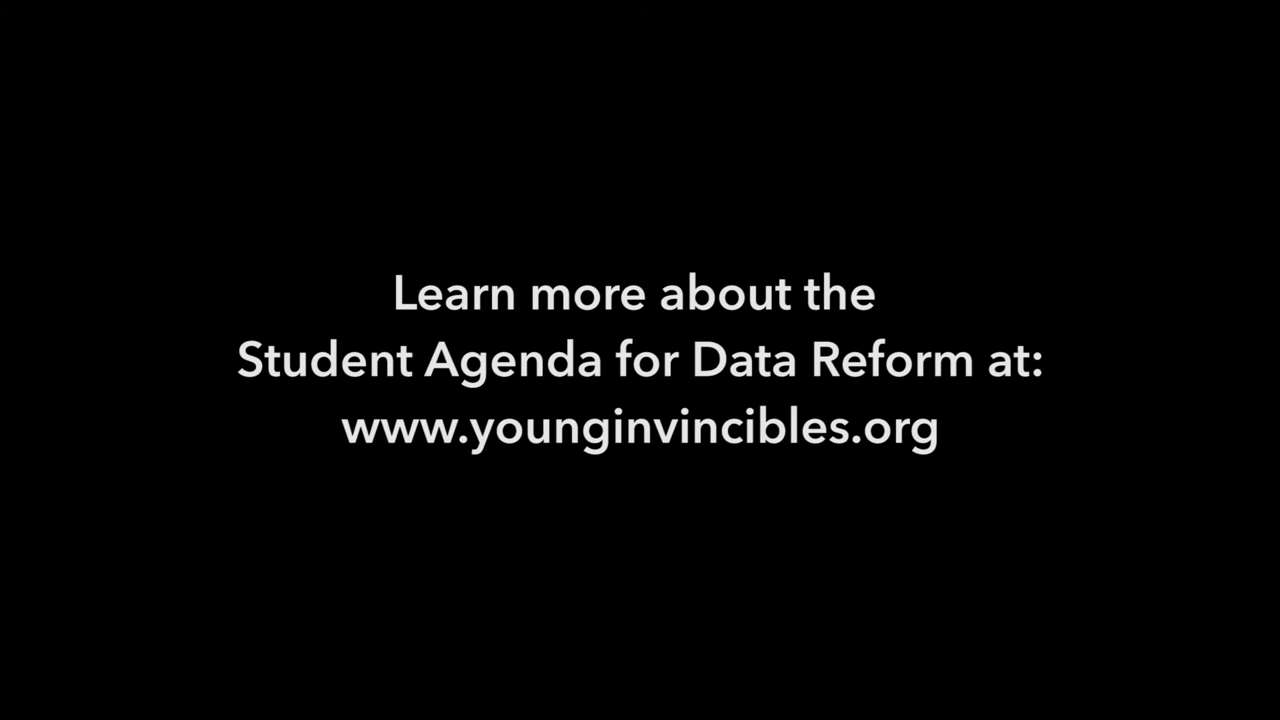 Learn more about the
Student Agenda for Data Reform at:
www.younginvincibles.org